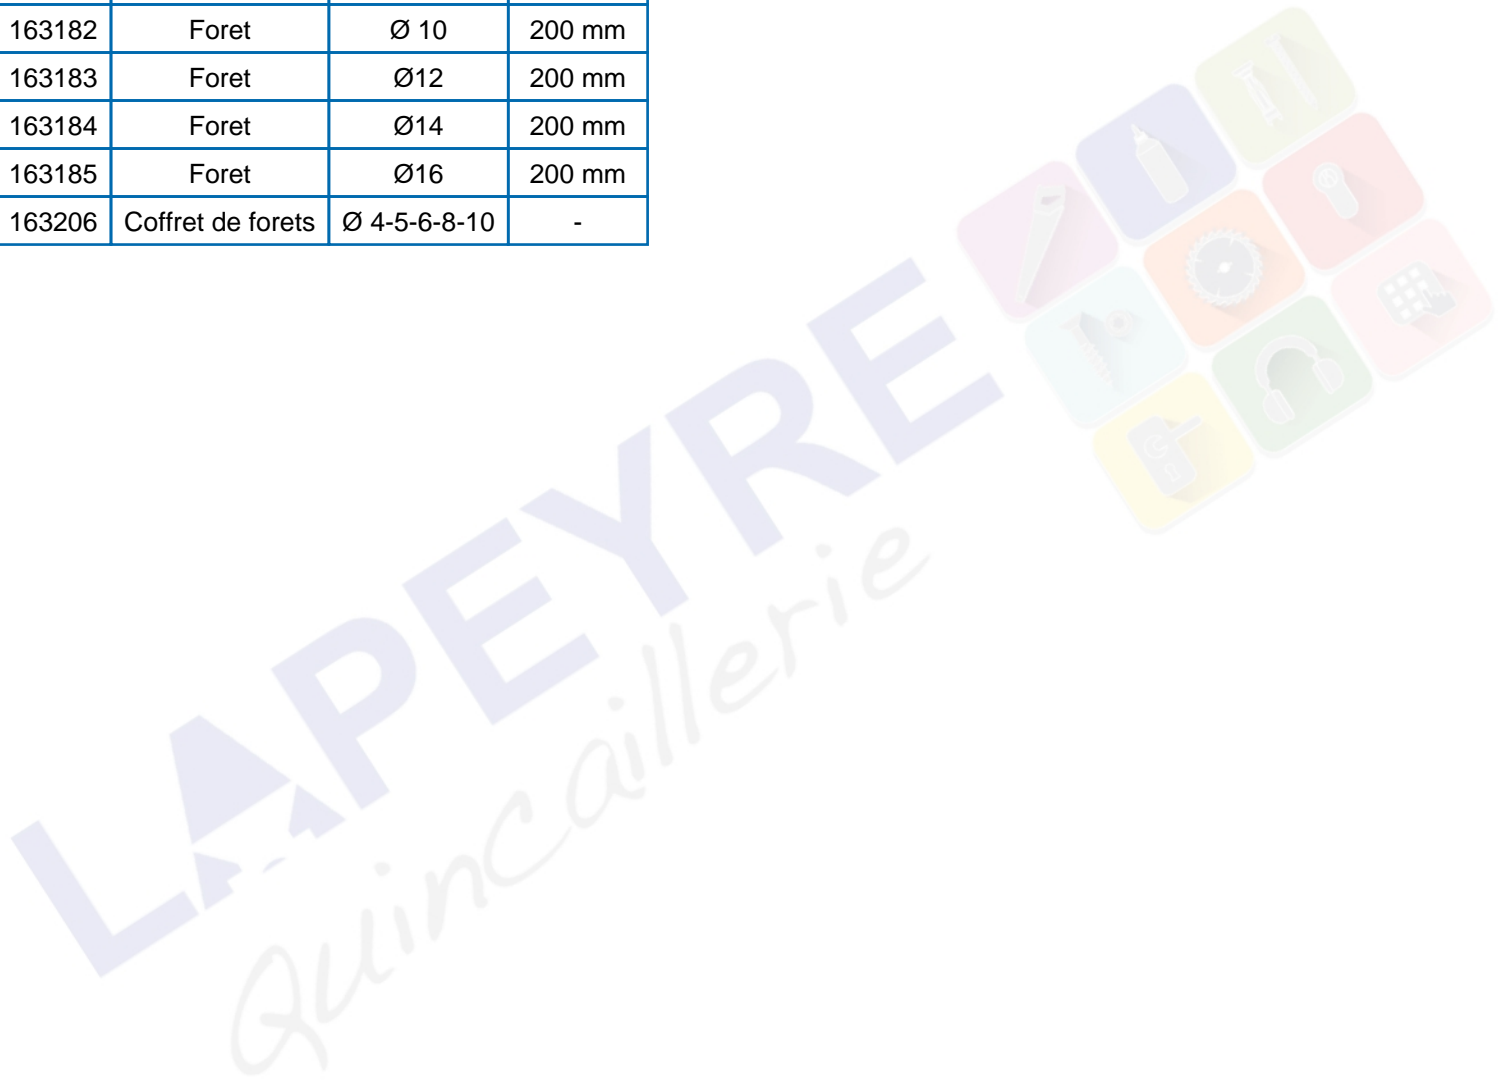 163182 Foret Ø 10 200 mm
163183 Foret Ø12 200 mm
163184 Foret Ø14 200 mm
163185 Foret Ø16 200 mm
163206 Coffret de forets Ø 4-5-6-8-10 -
LAPEYRE
Quincaillerie